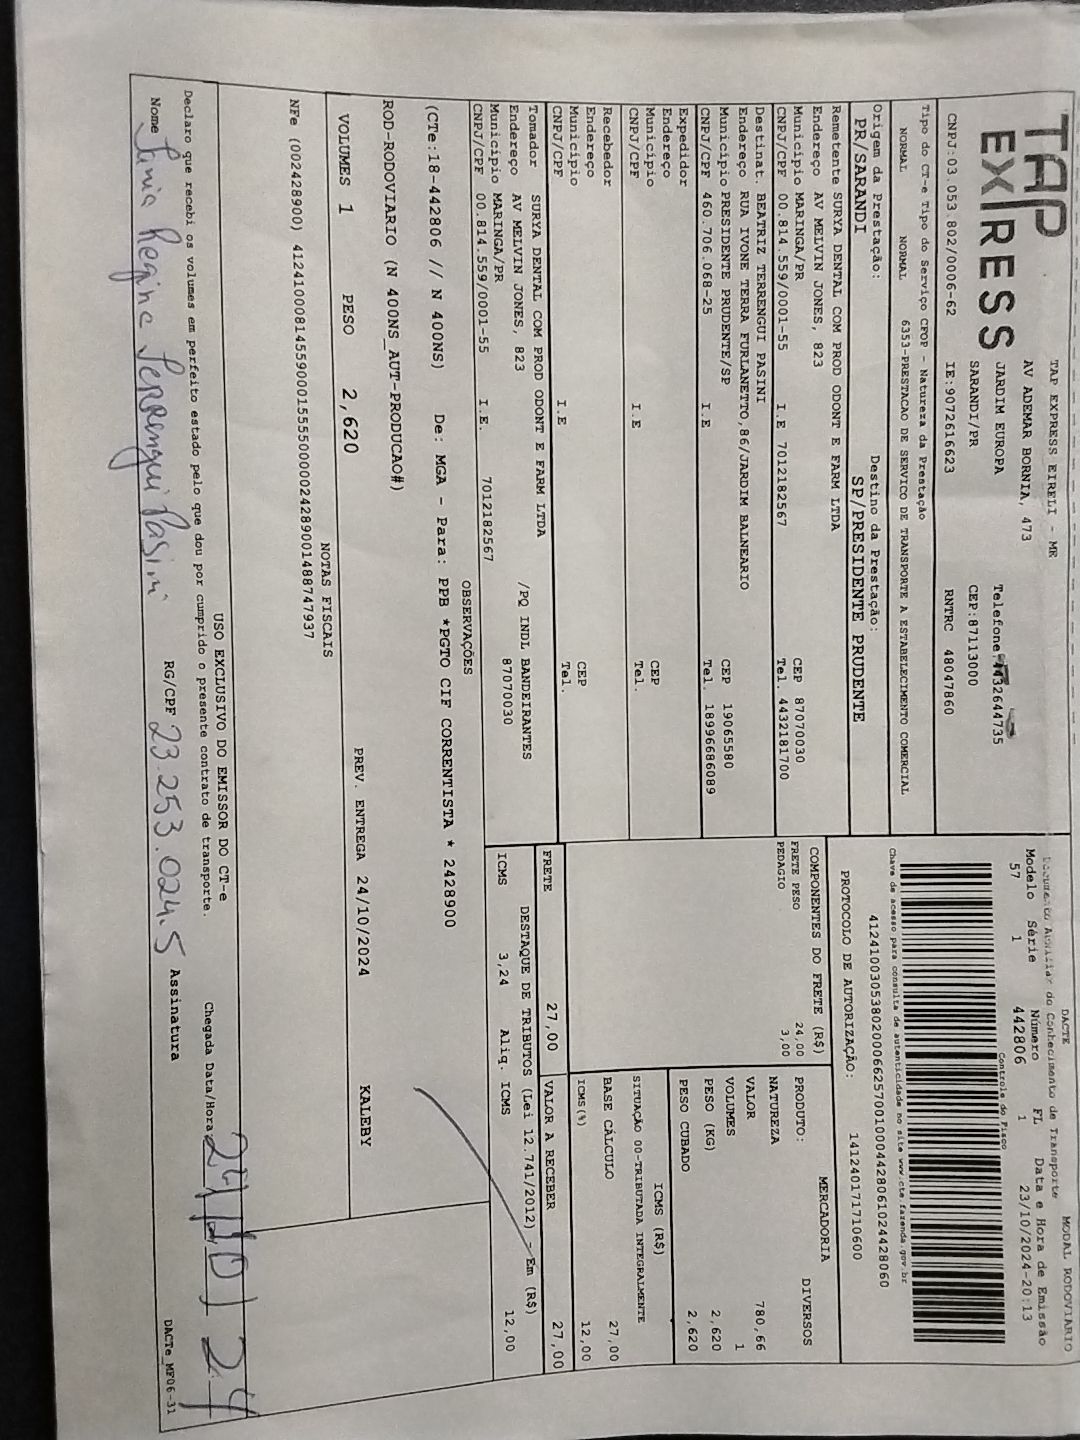 TAP EXPRESS
TAP EXPRESS EIRELI - ME
AV ADEMAR BORNIA, 473
JARDIM EUROPA Telefone: 4432644735
SARANDI/PR CEP:87113000
CNPJ:03.053.802/0006-62 IE:9072616623 RNTRC 48047860
DACTE MODAL RODOVIARIO
Documento Auxiliar do Conhecimento de Transporte
Modelo Série Número FL Data e Hora de Emissão
57 1 442806 1 23/10/2024-20:13
Controle do Fisco
Tipo do CT-e Tipo do Serviço CFOP - Natureza da Prestação
NORMAL NORMAL 6353-PRESTACAO DE SERVICO DE TRANSPORTE A ESTABELECIMENTO COMERCIAL
Chave de acesso para consulta de autenticidade no site www.cte.fazenda.gov.br
41241003053802000662570010004428061024428060
Origem da Prestação: Destino da Prestação:
PR/SARANDI SP/PRESIDENTE PRUDENTE
PROTOCOLO DE AUTORIZAÇÃO: 141240171710600
Remetente SURYA DENTAL COM PROD ODONT E FARM LTDA
Endereço AV MELVIN JONES, 823
Municipio MARINGA/PR CEP 87070030
CNPJ/CPF 00.814.559/0001-55 I.E 7012182567 Tel. 4432181700
Destinat. BEATRIZ TERRENGUI PASINI
Endereço RUA IVONE TERRA FURLANETTO,86/JARDIM BALNEARIO
Municipio PRESIDENTE PRUDENTE/SP CEP 19065580
CNPJ/CPF 460.706.068-25 I.E Tel. 18996686089
Expedidor
Endereço
Municipio CEP
CNPJ/CPF I.E Tel.
Recebedor
Endereço
Municipio CEP
CNPJ/CPF I.E Tel.
Tomador SURYA DENTAL COM PROD ODONT E FARM LTDA
Endereço AV MELVIN JONES, 823 /PQ INDL BANDEIRANTES
Municipio MARINGA/PR 87070030
CNPJ/CPF 00.814.559/0001-55 I.E. 7012182567
COMPONENTES DO FRETE (R$)
FRETE PESO 24,00
PEDAGIO 3,00
MERCADORIA
PRODUTO: DIVERSOS
NATUREZA
VALOR 780,66
VOLUMES 1
PESO (KG) 2,620
PESO CUBADO 2,620
ICMS (R$)
SITUAÇÃO 00-TRIBUTADA INTEGRALMENTE
BASE CÁLCULO 27,00
ICMS(%) 12,00
FRETE 27,00 VALOR A RECEBER 27,00
DESTAQUE DE TRIBUTOS (Lei 12.741/2012) - Em (R$)
ICMS 3,24 Aliq. ICMS 12,00
OBSERVAÇÕES
(CTe:18-442806 // N 400NS) De: MGA - Para: PPB *PGTO CIF CORRENTISTA * 2428900
ROD-RODOVIARIO (N 400NS_AUT-PRODUCAO#)
VOLUMES 1 PESO 2,620 PREV. ENTREGA 24/10/2024 KALEBY
NOTAS FISCAIS
NFe (002428900) 41241000814559000155550000024289001488747937
USO EXCLUSIVO DO EMISSOR DO CT-e
Declaro que recebi os volumes em perfeito estado pelo que dou por cumprido o presente contrato de transporte. Chegada Data/Hora 24/10/24
Nome Regina Terrengui Pasini RG/CPF 23.253.024.5 Assinatura
DACTe_MF06-31